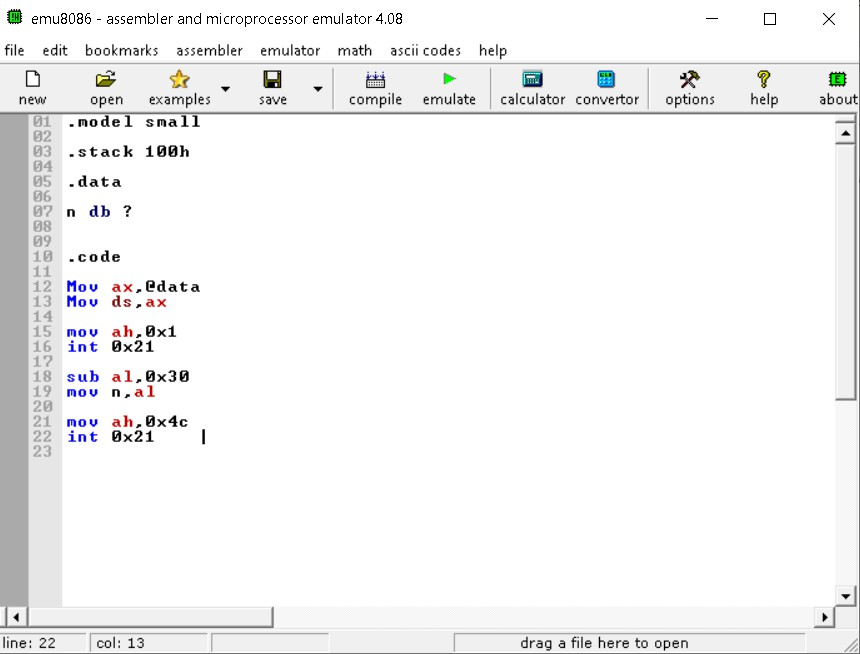 emu8086 - assembler and microprocessor emulator 4.08
file edit bookmarks assembler emulator math ascii codes help
new open examples save compile emulate calculator convertor options help about
01 .model small
02
03 .stack 100h
04
05 .data
06
07 n db ?
08
09
10 .code
11
12 Mov ax,@data
13 Mov ds,ax
14
15 mov ah,0x1
16 int 0x21
17
18 sub al,0x30
19 mov n,al
20
21 mov ah,0x4c
22 int 0x21
23
line: 22 col: 13 drag a file here to open